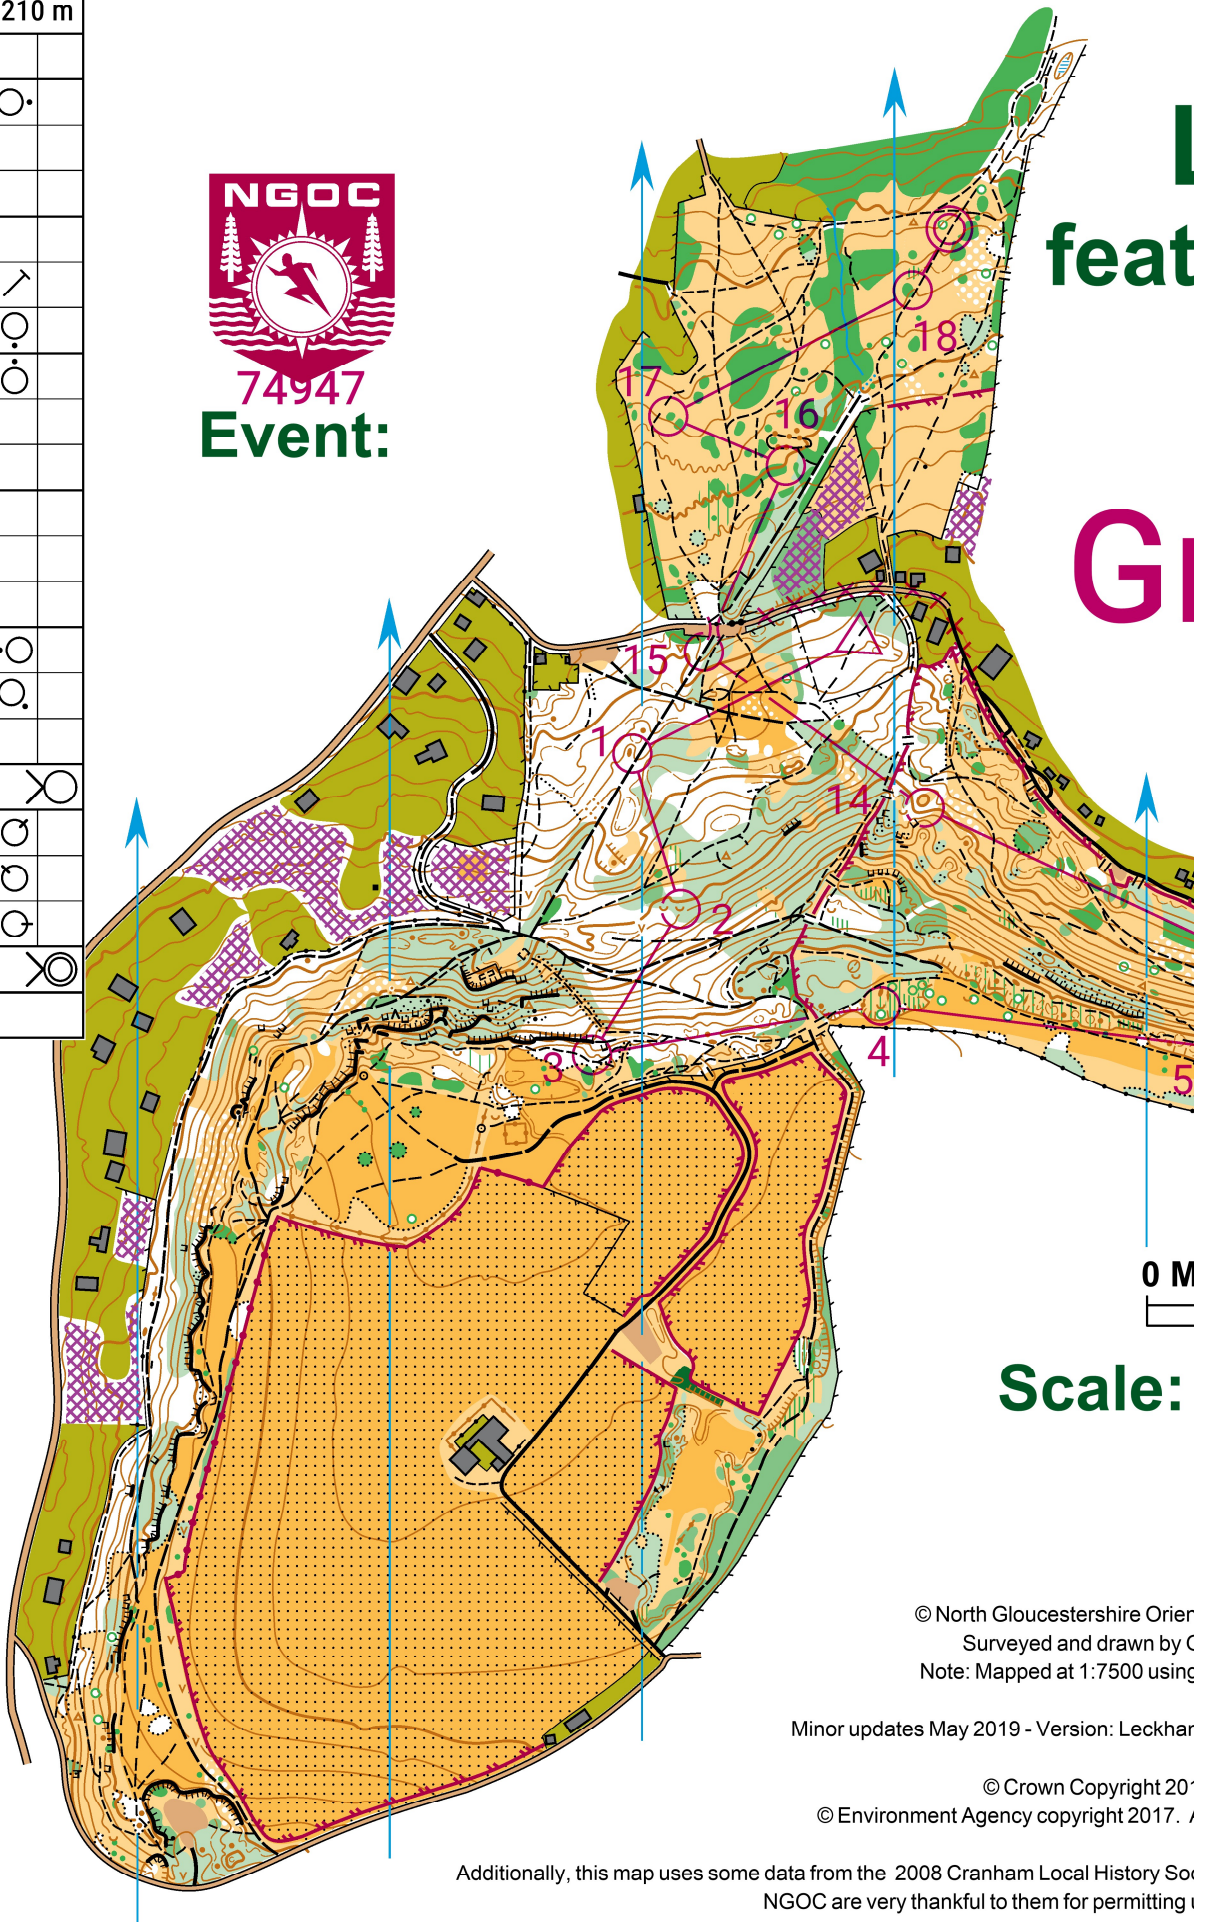 210 m
L
NGOC
feat
18
17
74947
16
Event:
Gr
15
1
14
2
4
3
5
0 M
Scale:
© North Gloucestershire Orien
Surveyed and drawn by
Note: Mapped at 1:7500 using
Minor updates May 2019 - Version: Leckhar
© Crown Copyright 201
© Environment Agency copyright 2017.
Additionally, this map uses some data from the 2008 Cranham Local History Soc
NGOC are very thankful to them for permitting